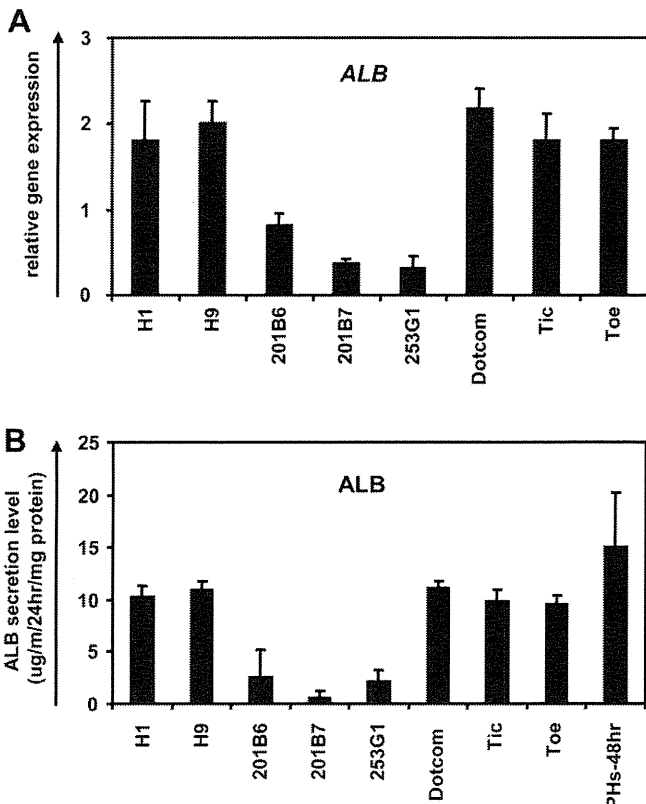 A
relative gene expression
3
2
1
0
ALB
H1
H9
201B6
201B7
253G1
Dotcom
Tic
Toe
B
ALB secretion level
(ug/m/24hr/mg protein)
25
20
15
10
5
0
ALB
H1
H9
201B6
201B7
253G1
Dotcom
Tic
Toe
PHs-48hr